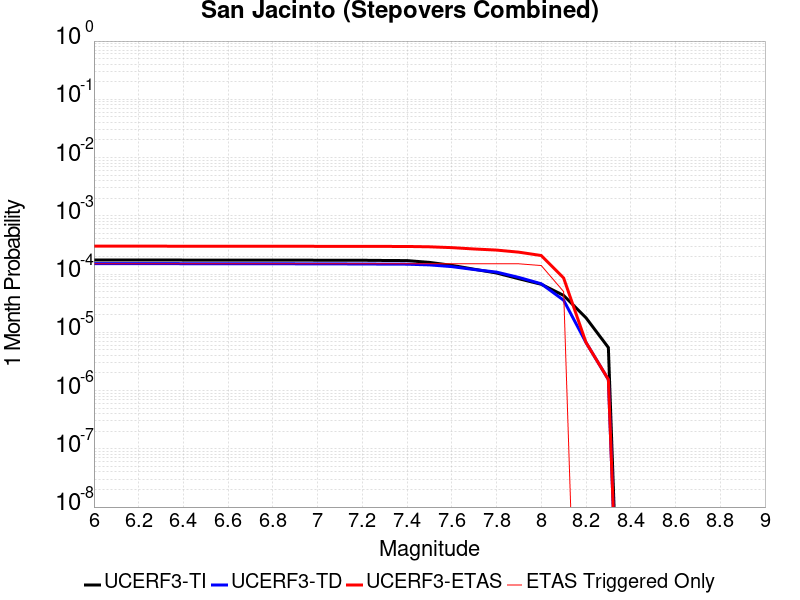 San Jacinto (Stepovers Combined)
10^0
10^-1
10^-2
10^-3
10^-4
10^-5
10^-6
10^-7
10^-8
1 Month Probability
6 6.2 6.4 6.6 6.8 7 7.2 7.4 7.6 7.8 8 8.2 8.4 8.6 8.8 9
Magnitude
UCERF3-TI UCERF3-TD UCERF3-ETAS ETAS Triggered Only